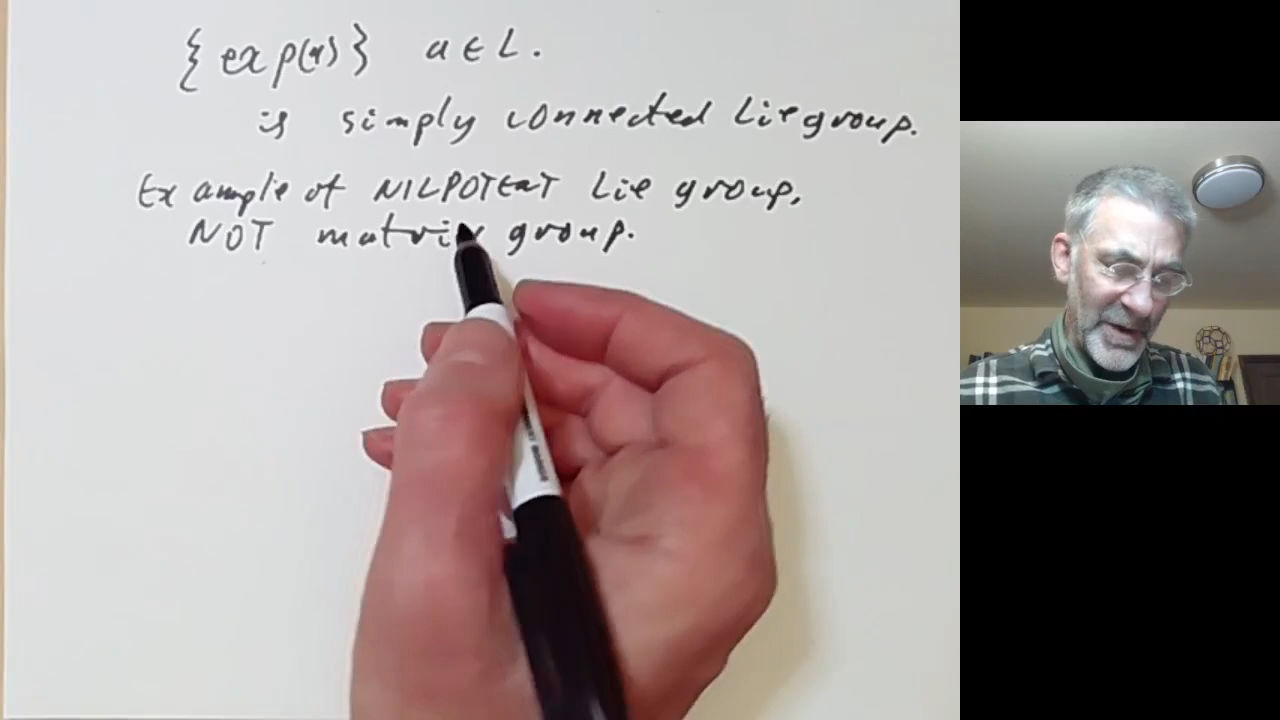 {exp(a)} a ∈ L.
is simply connected Lie group.
Example of NILPOTENT Lie group,
NOT matrix group.